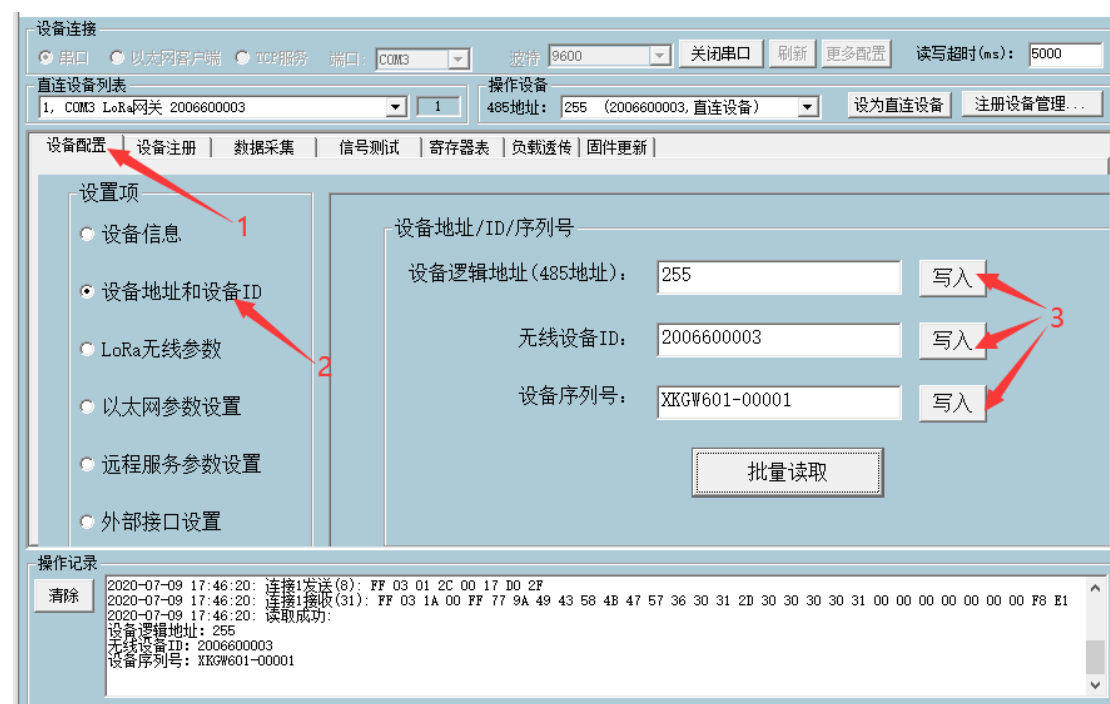 设备连接
串口 以太网客户端 TCP服务 端口: COM3 波特 9600 关闭串口 刷新 更多配置 读写超时(ms): 5000
直连设备列表 操作设备
1, COM3 LoRa网关 2006600003 1 485地址: 255 (2006600003, 直连设备) 设为直连设备 注册设备管理...
设备配置 设备注册 数据采集 信号测试 寄存器表 负载透传 固件更新
设置项
1
设备信息
设备地址/ID/序列号
设备逻辑地址(485地址): 255 写入
设备地址和设备ID
3
无线设备ID: 2006600003 写入
LoRa无线参数
2
设备序列号: XKGW601-00001 写入
以太网参数设置
远程服务参数设置
批量读取
外部接口设置
操作记录
清除
2020-07-09 17:46:20: 连接1发送(8): FF 03 01 2C 00 17 D0 2F
2020-07-09 17:46:20: 连接1接收(31): FF 03 1A 00 FF 77 9A 49 43 58 4B 47 57 36 30 31 2D 30 30 30 30 31 00 00 00 00 00 00 00 F8 E1
2020-07-09 17:46:20: 读取成功:
设备逻辑地址: 255
无线设备ID: 2006600003
设备序列号: XKGW601-00001